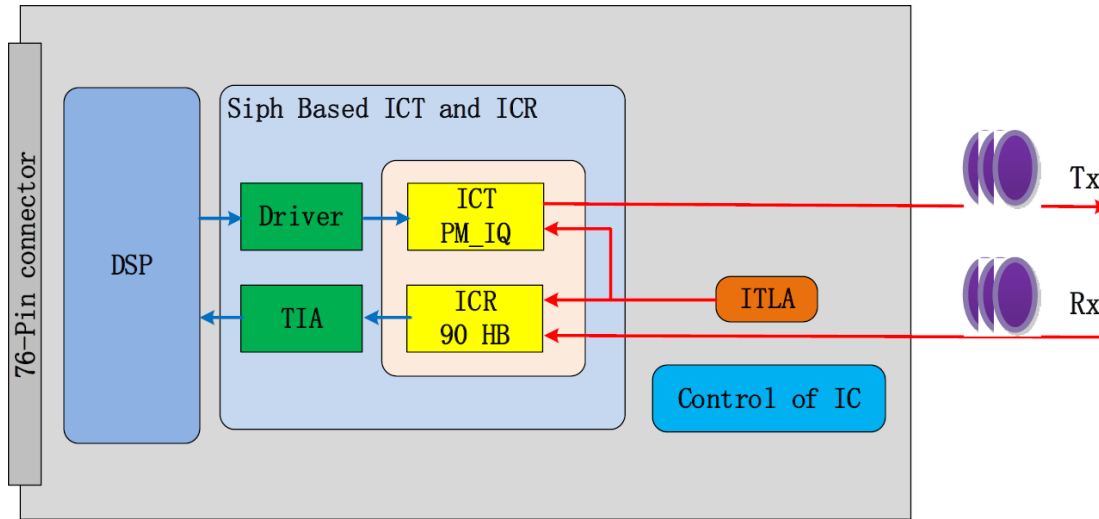 76-Pin connector
DSP
Siph Based ICT and ICR
Driver
ICT
PM_IQ
TIA
ICR
90 HB
ITLA
Control of IC
Tx
Rx